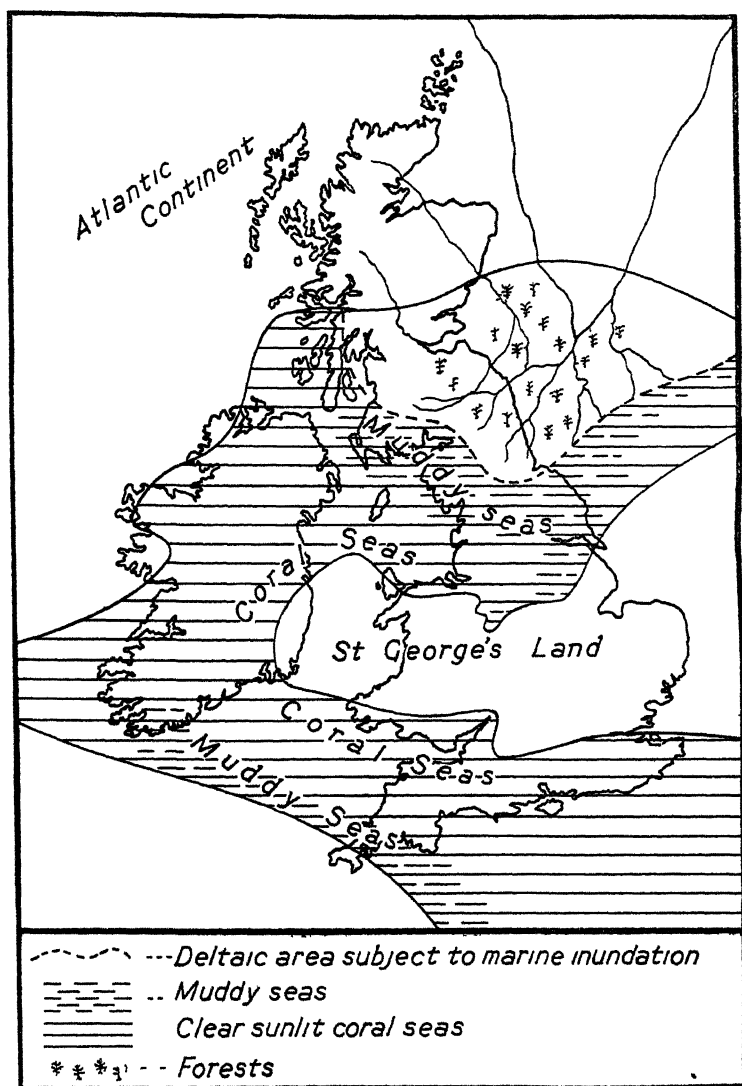 Atlantic
Continent
Muddy seas
Coral Seas
St George's Land
Coral Seas
Muddy Seas
Deltaic area subject to marine inundation
Muddy seas
Clear sunlit coral seas
Forests